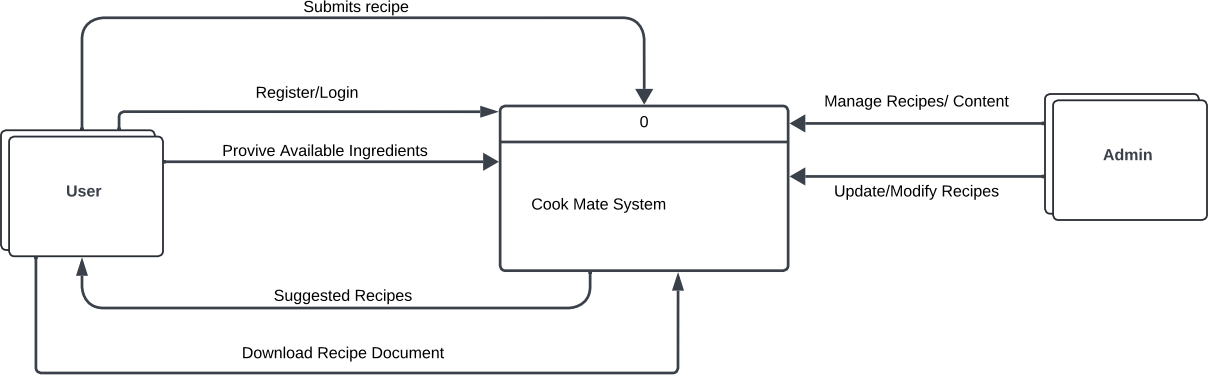 Submits recipe
Register/Login
Manage Recipes/ Content
0
Provive Available Ingredients
Admin
User
Update/Modify Recipes
Cook Mate System
Suggested Recipes
Download Recipe Document